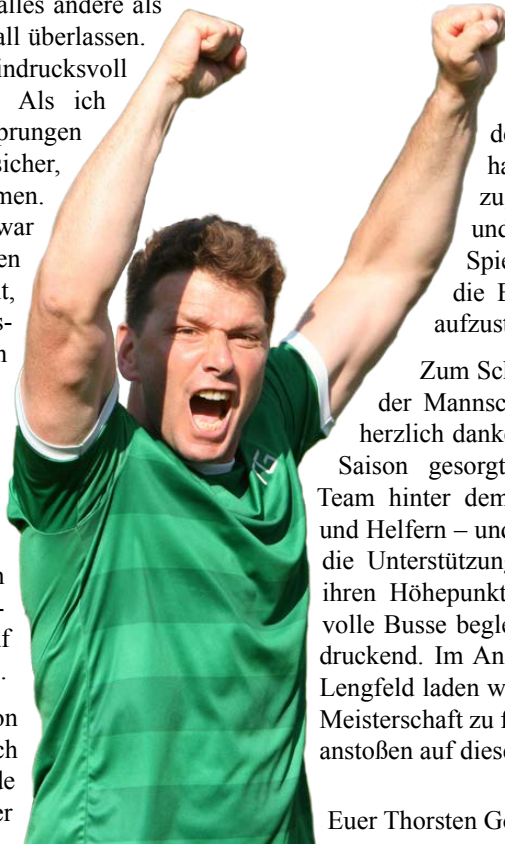 alles andere als
all überlassen.
indrucksvoll
Als ich
prungen
sicher,
men.
war
en
t,
s-
n
n
-
if
.
on
ch
de
er
de
ha
zu
und
Spie
die E
aufzust
Zum Sch
der Mannsc
herzlich danke
Saison gesorgt
Team hinter dem
und Helfern – und
die Unterstützung
ihren Höhepunkt
volle Busse begle
druckend. Im An
Lengfeld laden w
Meisterschaft zu f
anstoßen auf diese
Euer Thorsten Ge